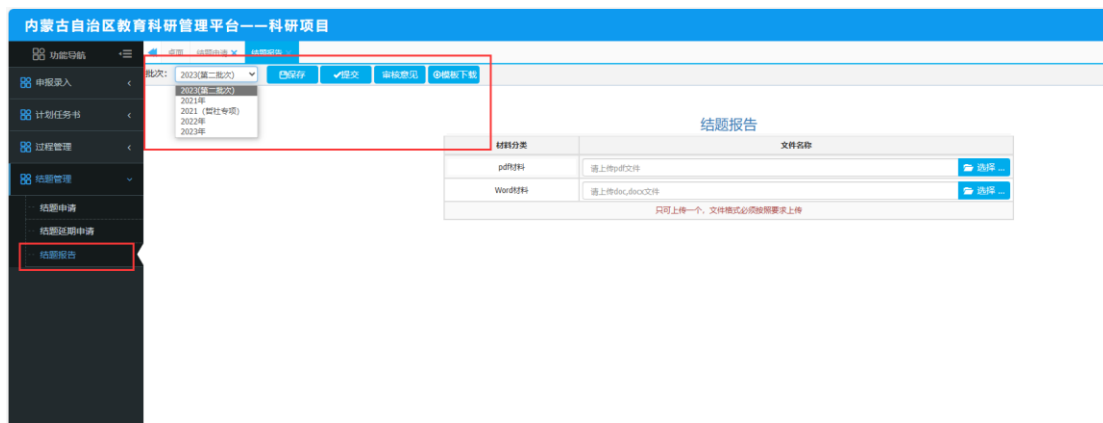 内蒙古自治区教育科研管理平台——科研项目
功能导航
桌面 结题申请 × 结题报告 ×
申报录入
计划任务书
过程管理
结题管理
结题申请
结题延期申请
结题报告
批次: 2023(第二批次) 保存 提交 审核意见 模板下载
2023(第二批次)
2021年
2021 (哲社专项)
2022年
2023年
结题报告
材料分类 文件名称
pdf材料 请上传pdf文件 选择 ...
Word材料 请上传doc,docx文件 选择 ...
只可上传一个，文件格式必须按照要求上传